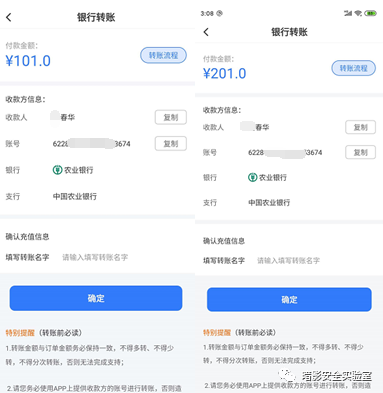 银行转账
付款金额：
¥101.0
转账流程
收款方信息：
收款人 春华 复制
账号 622 3674 复制
银行 农业银行
支行 中国农业银行
确认充值信息
填写转账名字 请输入填写转账名字
确定
特别提醒（转账前必读）
1.转账金额与订单金额务必保持一致，不得多转、不得少
转，不得分次转账，否则无法完成支持；
2.请您务必使用APP上提供收款方的账号进行转账，否则造
3:08
银行转账
付款金额：
¥201.0
转账流程
收款方信息：
收款人 春华 复制
账号 6228 3674 复制
银行 农业银行
支行 中国农业银行
确认充值信息
填写转账名字 请输入填写转账名字
确定
特别提醒（转账前必读）
1.转账金额与订单金额务必保持一致，不得多转、不得少
转，不得分次转账，否则无法完成支持；
2.请您务必使用APP上提供收款方的账号进行转账，否则造
暗影安全实验室